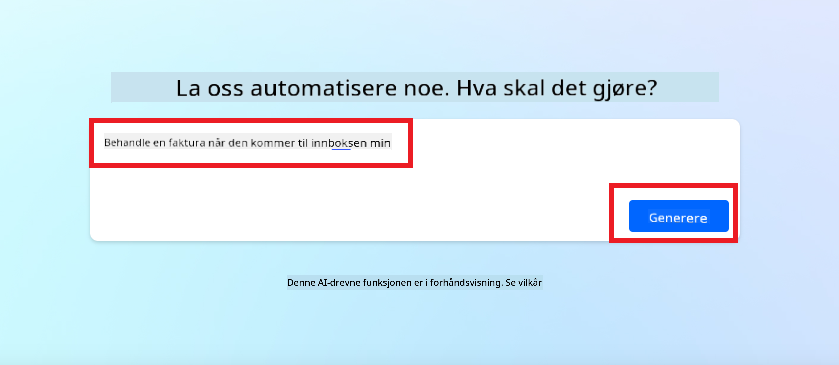 La oss automatisere noe. Hva skal det gjøre?
Behandle en faktura når den kommer til innboksen min
Generere
Denne AI-drevne funksjonen er i forhåndsvisning. Se vilkår